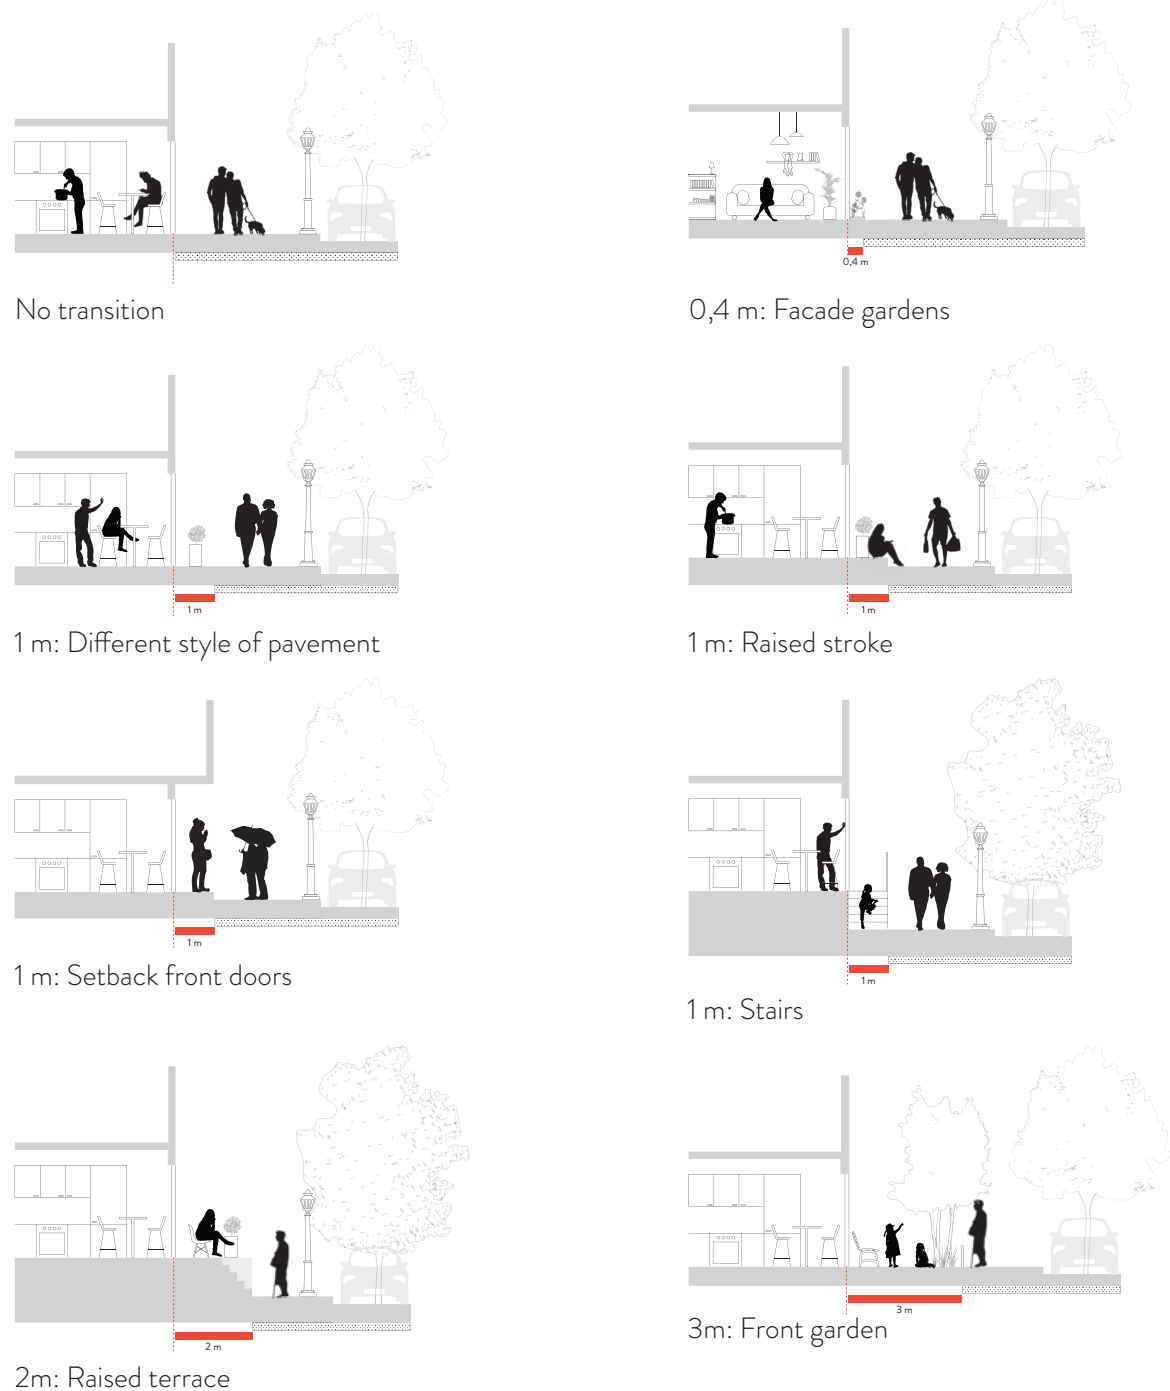 0,4 m
No transition
0,4 m: Facade gardens
1 m
1 m
1 m: Different style of pavement
1 m: Raised stroke
1 m
1 m: Setback front doors
1 m
1 m: Stairs
2 m
2m: Raised terrace
3 m
3m: Front garden